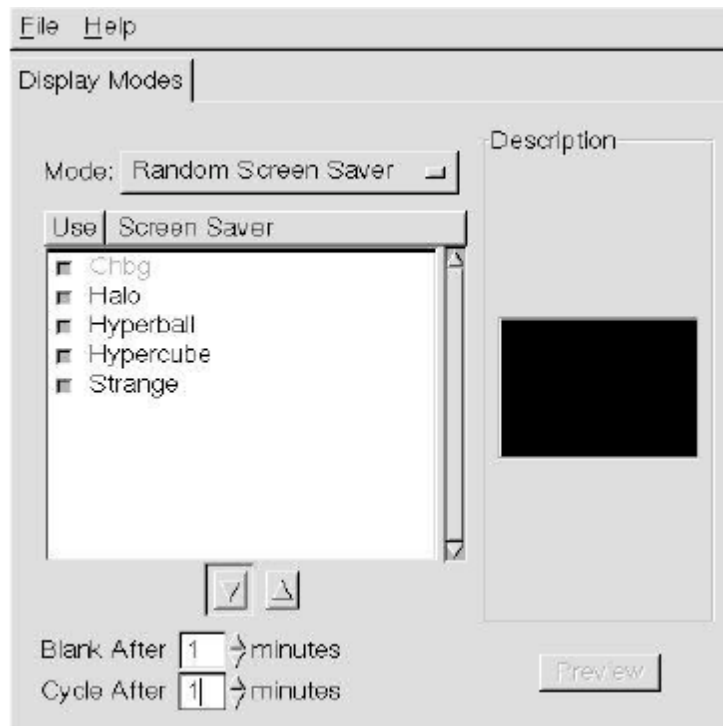 File Help
Display Modes
Mode: Random Screen Saver
Use Screen Saver
Chbg
Halo
Hyperball
Hypercube
Strange
Blank After 1 minutes
Cycle After 1 minutes
Description
Preview